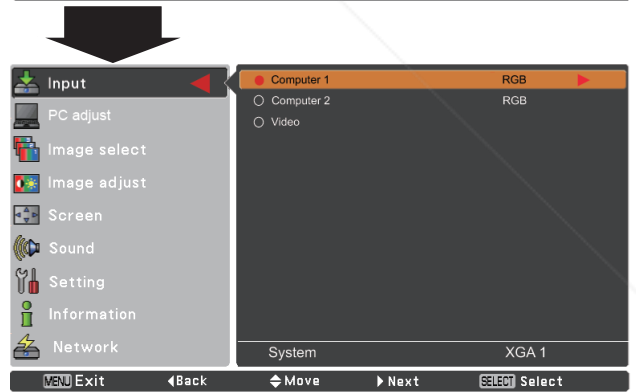 Input
PC adjust
Image select
Image adjust
Screen
Sound
Setting
Information
Network
Computer 1 RGB
Computer 2 RGB
Video
System XGA 1
MENU Exit Back Move Next SELECT Select